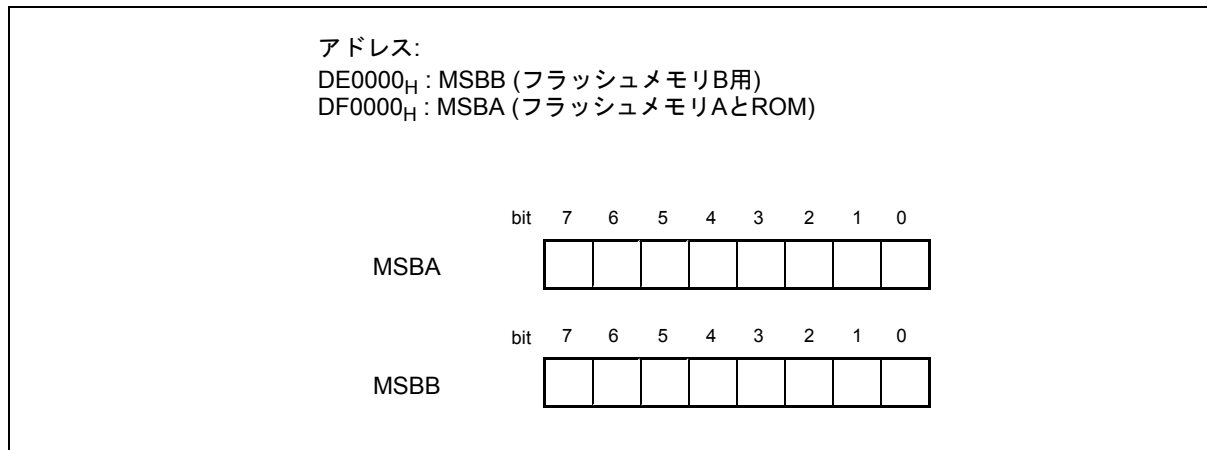 アドレス:
DE0000H : MSBB (フラッシュメモリB用)
DF0000H : MSBA (フラッシュメモリAとROM)
bit 7 6 5 4 3 2 1 0
MSBA
bit 7 6 5 4 3 2 1 0
MSBB